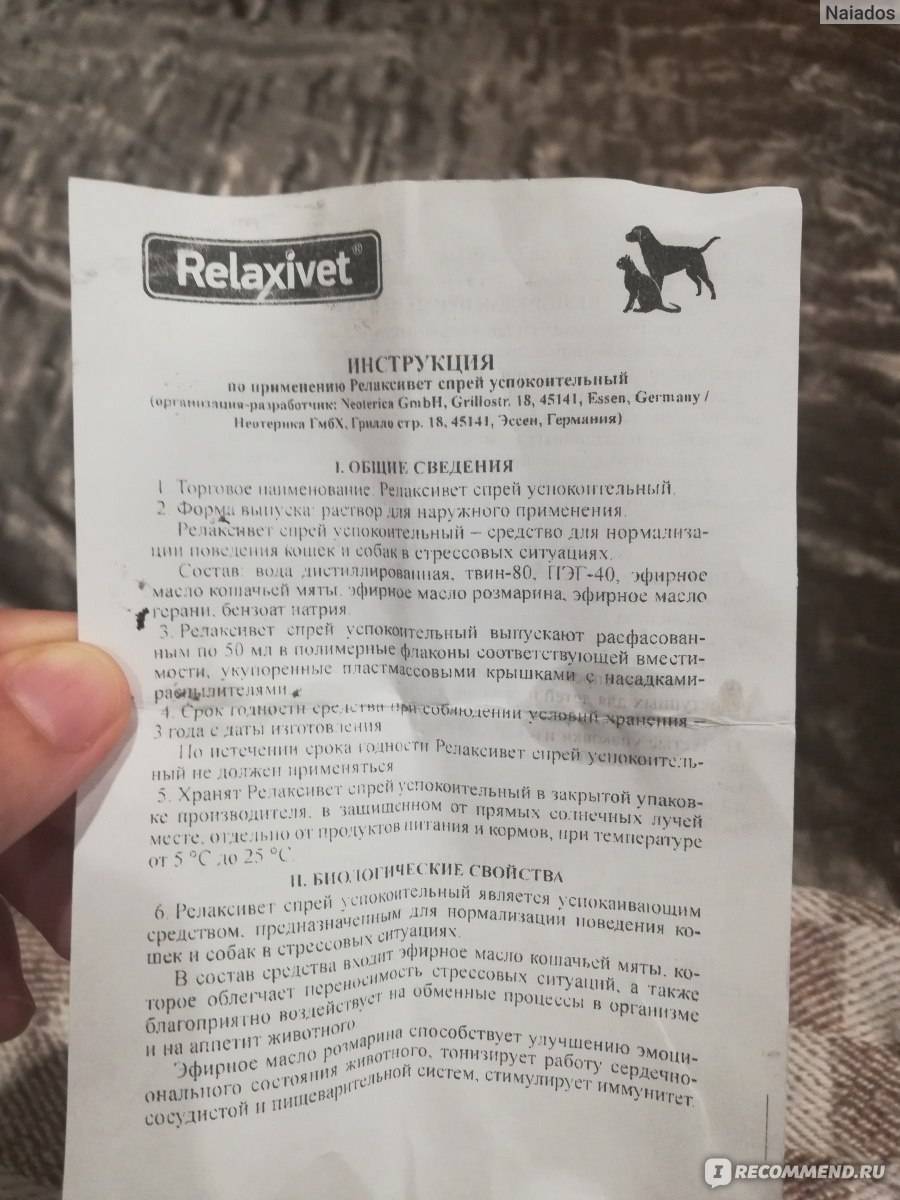 Naiados
Relaxivet®
ИНСТРУКЦИЯ
по применению Релаксивет спрей успокоительный
(организация-разработчик: Neoterica GmbH, Grillostr. 18, 45141, Essen, Germany /
Неотерика ГмбХ, Грилло стр. 18, 45141, Эссен, Германия)
I. ОБЩИЕ СВЕДЕНИЯ
1. Торговое наименование: Релаксивет спрей успокоительный.
2. Форма выпуска: раствор для наружного применения.
Релаксивет спрей успокоительный – средство для нормализа-
ции поведения кошек и собак в стрессовых ситуациях.
Состав: вода дистиллированная, твин-80, ПЭГ-40, эфирное
масло кошачьей мяты, эфирное масло розмарина, эфирное масло
герани, бензоат натрия.
3. Релаксивет спрей успокоительный выпускают расфасован-
ным по 50 мл в полимерные флаконы соответствующей вмести-
мости, укупоренные пластмассовыми крышками с насадками-
распылителями.
4. Срок годности средства при соблюдении условий хранения –
3 года с даты изготовления
По истечении срока годности Релаксивет спрей успокоитель-
ный не должен применяться
5. Хранят Релаксивет спрей успокоительный в закрытой упаков-
ке производителя, в защищенном от прямых солнечных лучей
месте, отдельно от продуктов питания и кормов, при температуре
от 5 °C до 25 °C.
II. БИОЛОГИЧЕСКИЕ СВОЙСТВА
6. Релаксивет спрей успокоительный является успокаивающим
средством, предназначенным для нормализации поведения ко-
шек и собак в стрессовых ситуациях.
В состав средства входит эфирное масло кошачьей мяты, ко-
торое облегчает переносимость стрессовых ситуаций, а также
благоприятно воздействует на обменные процессы в организме
и на аппетит животного
Эфирное масло розмарина способствует улучшению эмоци-
онального состояния животного, тонизирует работу сердечно-
сосудистой и пищеварительной систем, стимулирует иммунитет.
IRECOMMEND.RU